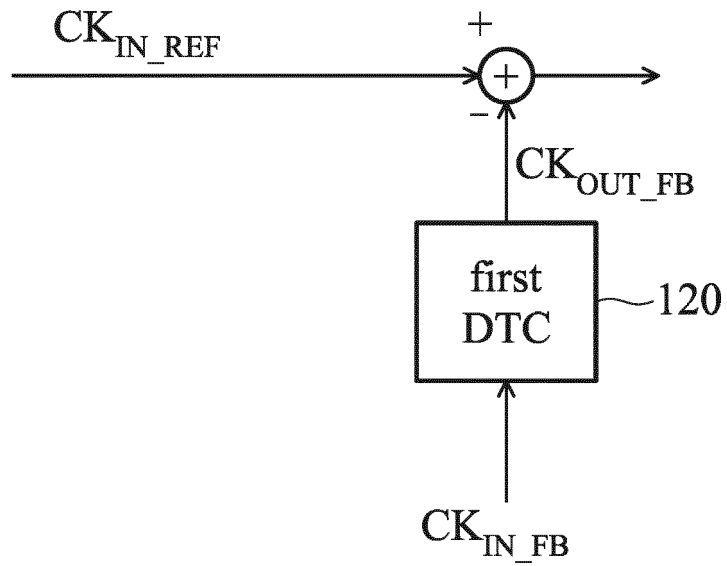 CK_IN_REF
+
+
-
CK_OUT_FB
first
DTC
120
CK_IN_FB